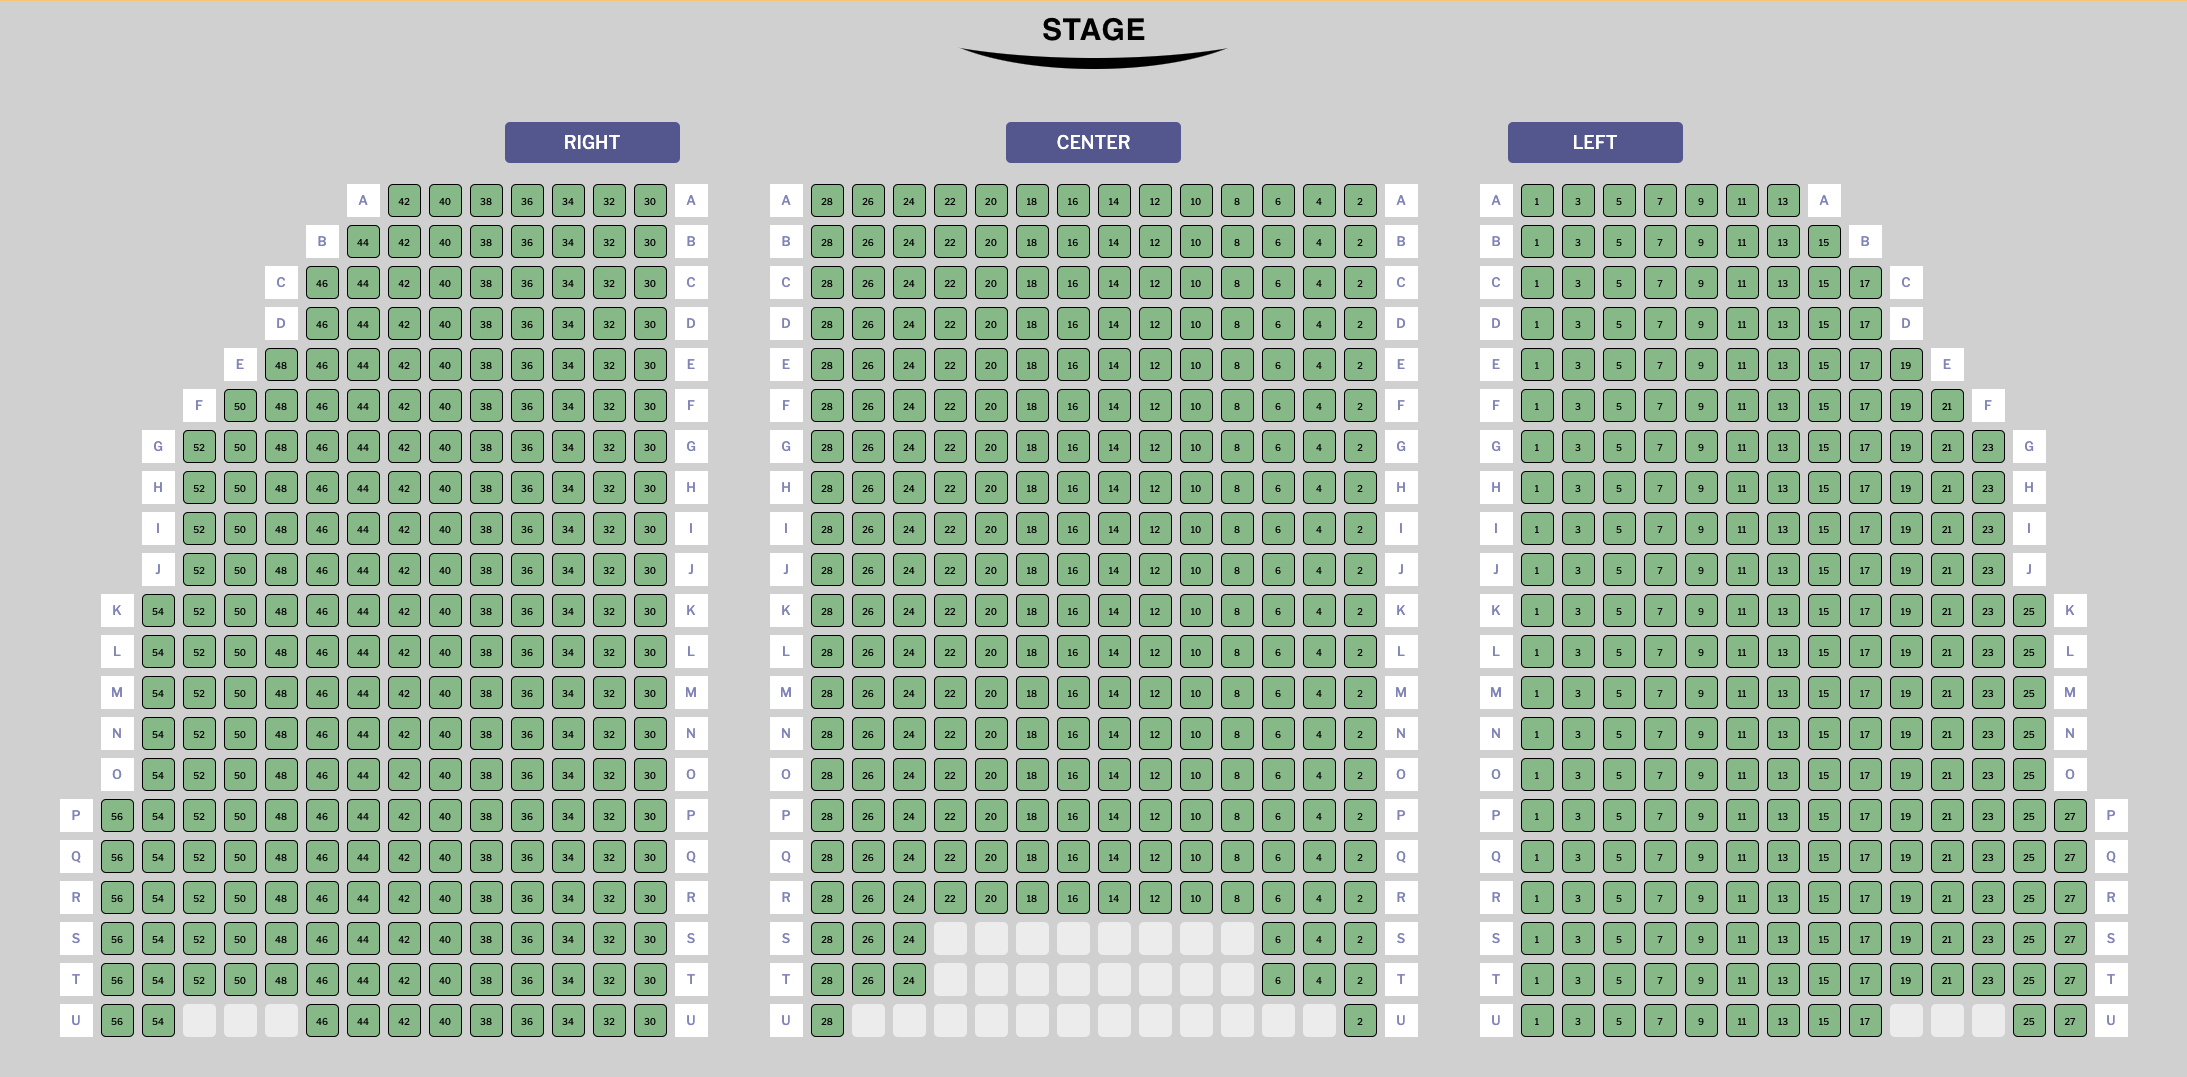 STAGE
RIGHT CENTER LEFT
A 42 40 38 36 34 32 30 A A 28 26 24 22 20 18 16 14 12 10 8 6 4 2 A A 1 3 5 7 9 11 13 A
B 44 42 40 38 36 34 32 30 B B 28 26 24 22 20 18 16 14 12 10 8 6 4 2 B B 1 3 5 7 9 11 13 15 B
C 46 44 42 40 38 36 34 32 30 C C 28 26 24 22 20 18 16 14 12 10 8 6 4 2 C C 1 3 5 7 9 11 13 15 17 C
D 46 44 42 40 38 36 34 32 30 D D 28 26 24 22 20 18 16 14 12 10 8 6 4 2 D D 1 3 5 7 9 11 13 15 17 D
E 48 46 44 42 40 38 36 34 32 30 E E 28 26 24 22 20 18 16 14 12 10 8 6 4 2 E E 1 3 5 7 9 11 13 15 17 19 E
F 50 48 46 44 42 40 38 36 34 32 30 F F 28 26 24 22 20 18 16 14 12 10 8 6 4 2 F F 1 3 5 7 9 11 13 15 17 19 21 F
G 52 50 48 46 44 42 40 38 36 34 32 30 G G 28 26 24 22 20 18 16 14 12 10 8 6 4 2 G G 1 3 5 7 9 11 13 15 17 19 21 23 G
H 52 50 48 46 44 42 40 38 36 34 32 30 H H 28 26 24 22 20 18 16 14 12 10 8 6 4 2 H H 1 3 5 7 9 11 13 15 17 19 21 23 H
I 52 50 48 46 44 42 40 38 36 34 32 30 I I 28 26 24 22 20 18 16 14 12 10 8 6 4 2 I I 1 3 5 7 9 11 13 15 17 19 21 23 I
J 52 50 48 46 44 42 40 38 36 34 32 30 J J 28 26 24 22 20 18 16 14 12 10 8 6 4 2 J J 1 3 5 7 9 11 13 15 17 19 21 23 J
K 54 52 50 48 46 44 42 40 38 36 34 32 30 K K 28 26 24 22 20 18 16 14 12 10 8 6 4 2 K K 1 3 5 7 9 11 13 15 17 19 21 23 25 K
L 54 52 50 48 46 44 42 40 38 36 34 32 30 L L 28 26 24 22 20 18 16 14 12 10 8 6 4 2 L L 1 3 5 7 9 11 13 15 17 19 21 23 25 L
M 54 52 50 48 46 44 42 40 38 36 34 32 30 M M 28 26 24 22 20 18 16 14 12 10 8 6 4 2 M M 1 3 5 7 9 11 13 15 17 19 21 23 25 M
N 54 52 50 48 46 44 42 40 38 36 34 32 30 N N 28 26 24 22 20 18 16 14 12 10 8 6 4 2 N N 1 3 5 7 9 11 13 15 17 19 21 23 25 N
O 54 52 50 48 46 44 42 40 38 36 34 32 30 O O 28 26 24 22 20 18 16 14 12 10 8 6 4 2 O O 1 3 5 7 9 11 13 15 17 19 21 23 25 O
P 56 54 52 50 48 46 44 42 40 38 36 34 32 30 P P 28 26 24 22 20 18 16 14 12 10 8 6 4 2 P P 1 3 5 7 9 11 13 15 17 19 21 23 25 27 P
Q 56 54 52 50 48 46 44 42 40 38 36 34 32 30 Q Q 28 26 24 22 20 18 16 14 12 10 8 6 4 2 Q Q 1 3 5 7 9 11 13 15 17 19 21 23 25 27 Q
R 56 54 52 50 48 46 44 42 40 38 36 34 32 30 R R 28 26 24 22 20 18 16 14 12 10 8 6 4 2 R R 1 3 5 7 9 11 13 15 17 19 21 23 25 27 R
S 56 54 52 50 48 46 44 42 40 38 36 34 32 30 S S 28 26 24 6 4 2 S S 1 3 5 7 9 11 13 15 17 19 21 23 25 27 S
T 56 54 52 50 48 46 44 42 40 38 36 34 32 30 T T 28 26 24 6 4 2 T T 1 3 5 7 9 11 13 15 17 19 21 23 25 27 T
U 56 54 46 44 42 40 38 36 34 32 30 U U 28 2 U U 1 3 5 7 9 11 13 15 17 25 27 U